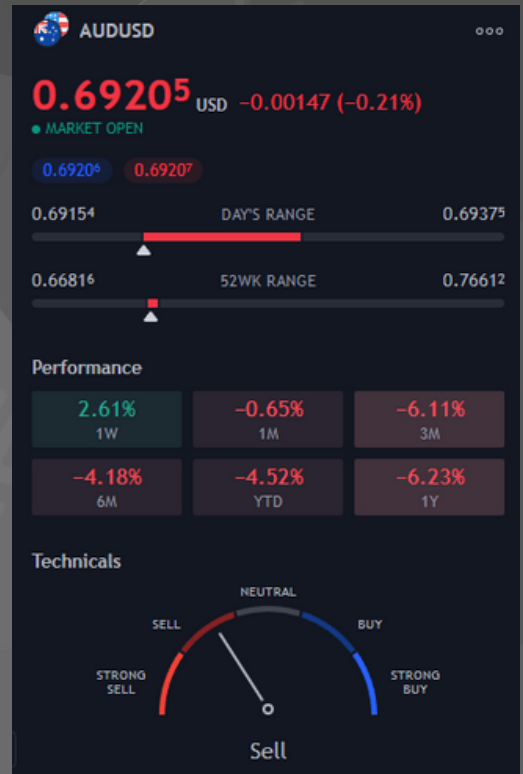 AUDUSD
0.69205 USD −0.00147 (−0.21%)
MARKET OPEN
0.69206 0.69207
0.69154 DAY'S RANGE 0.69375
0.66816 52WK RANGE 0.76612
Performance
2.61% −0.65% −6.11%
1W 1M 3M
−4.18% −4.52% −6.23%
6M YTD 1Y
Technicals
NEUTRAL
SELL BUY
STRONG STRONG
SELL BUY
Sell